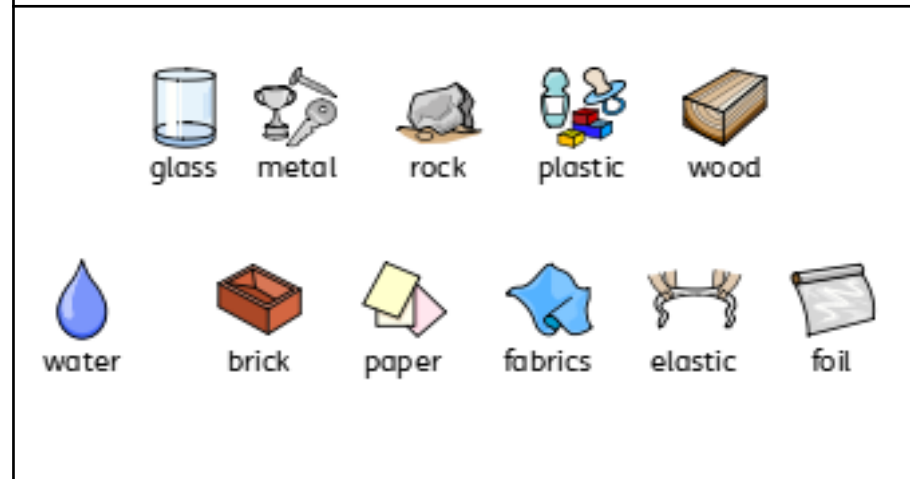 glass metal rock plastic wood
water brick paper fabrics elastic foil